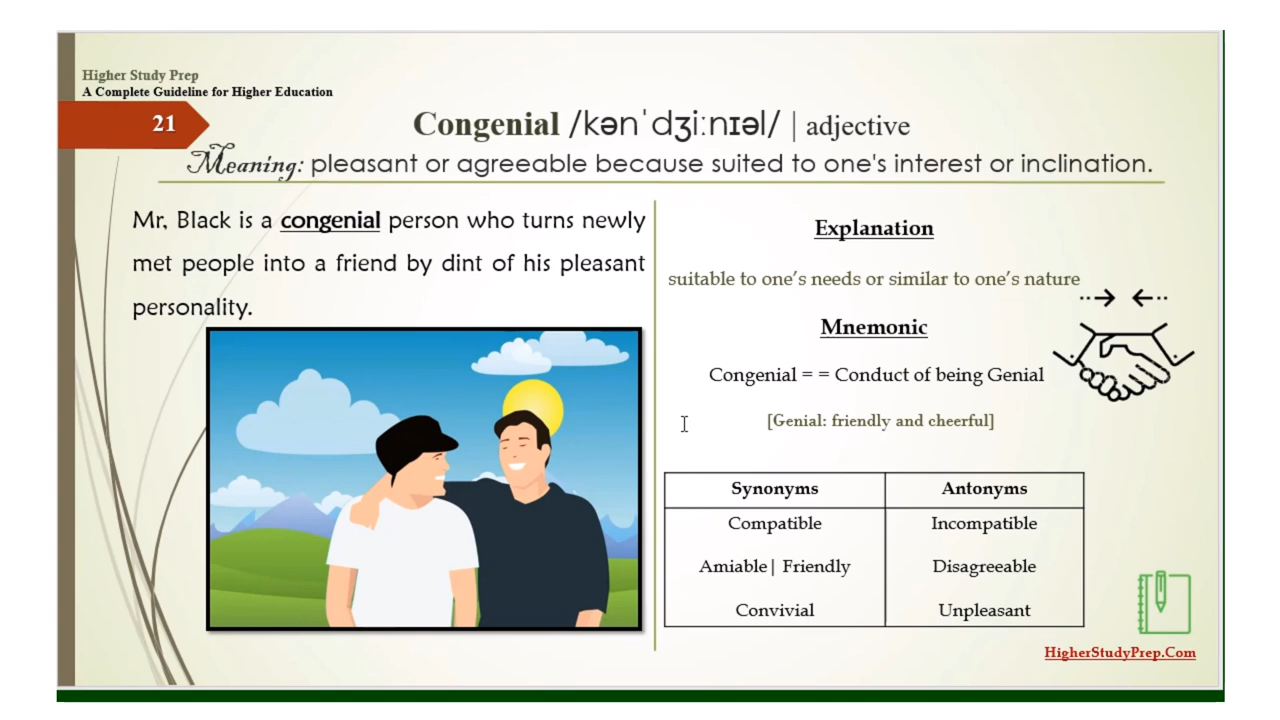 Higher Study Prep
A Complete Guideline for Higher Education
21
Congenial /kənˈdʒiːnɪəl/ | adjective
Meaning: pleasant or agreeable because suited to one's interest or inclination.
Mr. Black is a congenial person who turns newly
met people into a friend by dint of his pleasant
personality.
Explanation
suitable to one’s needs or similar to one’s nature
Mnemonic
Congenial = = Conduct of being Genial
[Genial: friendly and cheerful]
Synonyms Antonyms
Compatible Incompatible
Amiable| Friendly Disagreeable
Convivial Unpleasant
HigherStudyPrep.Com